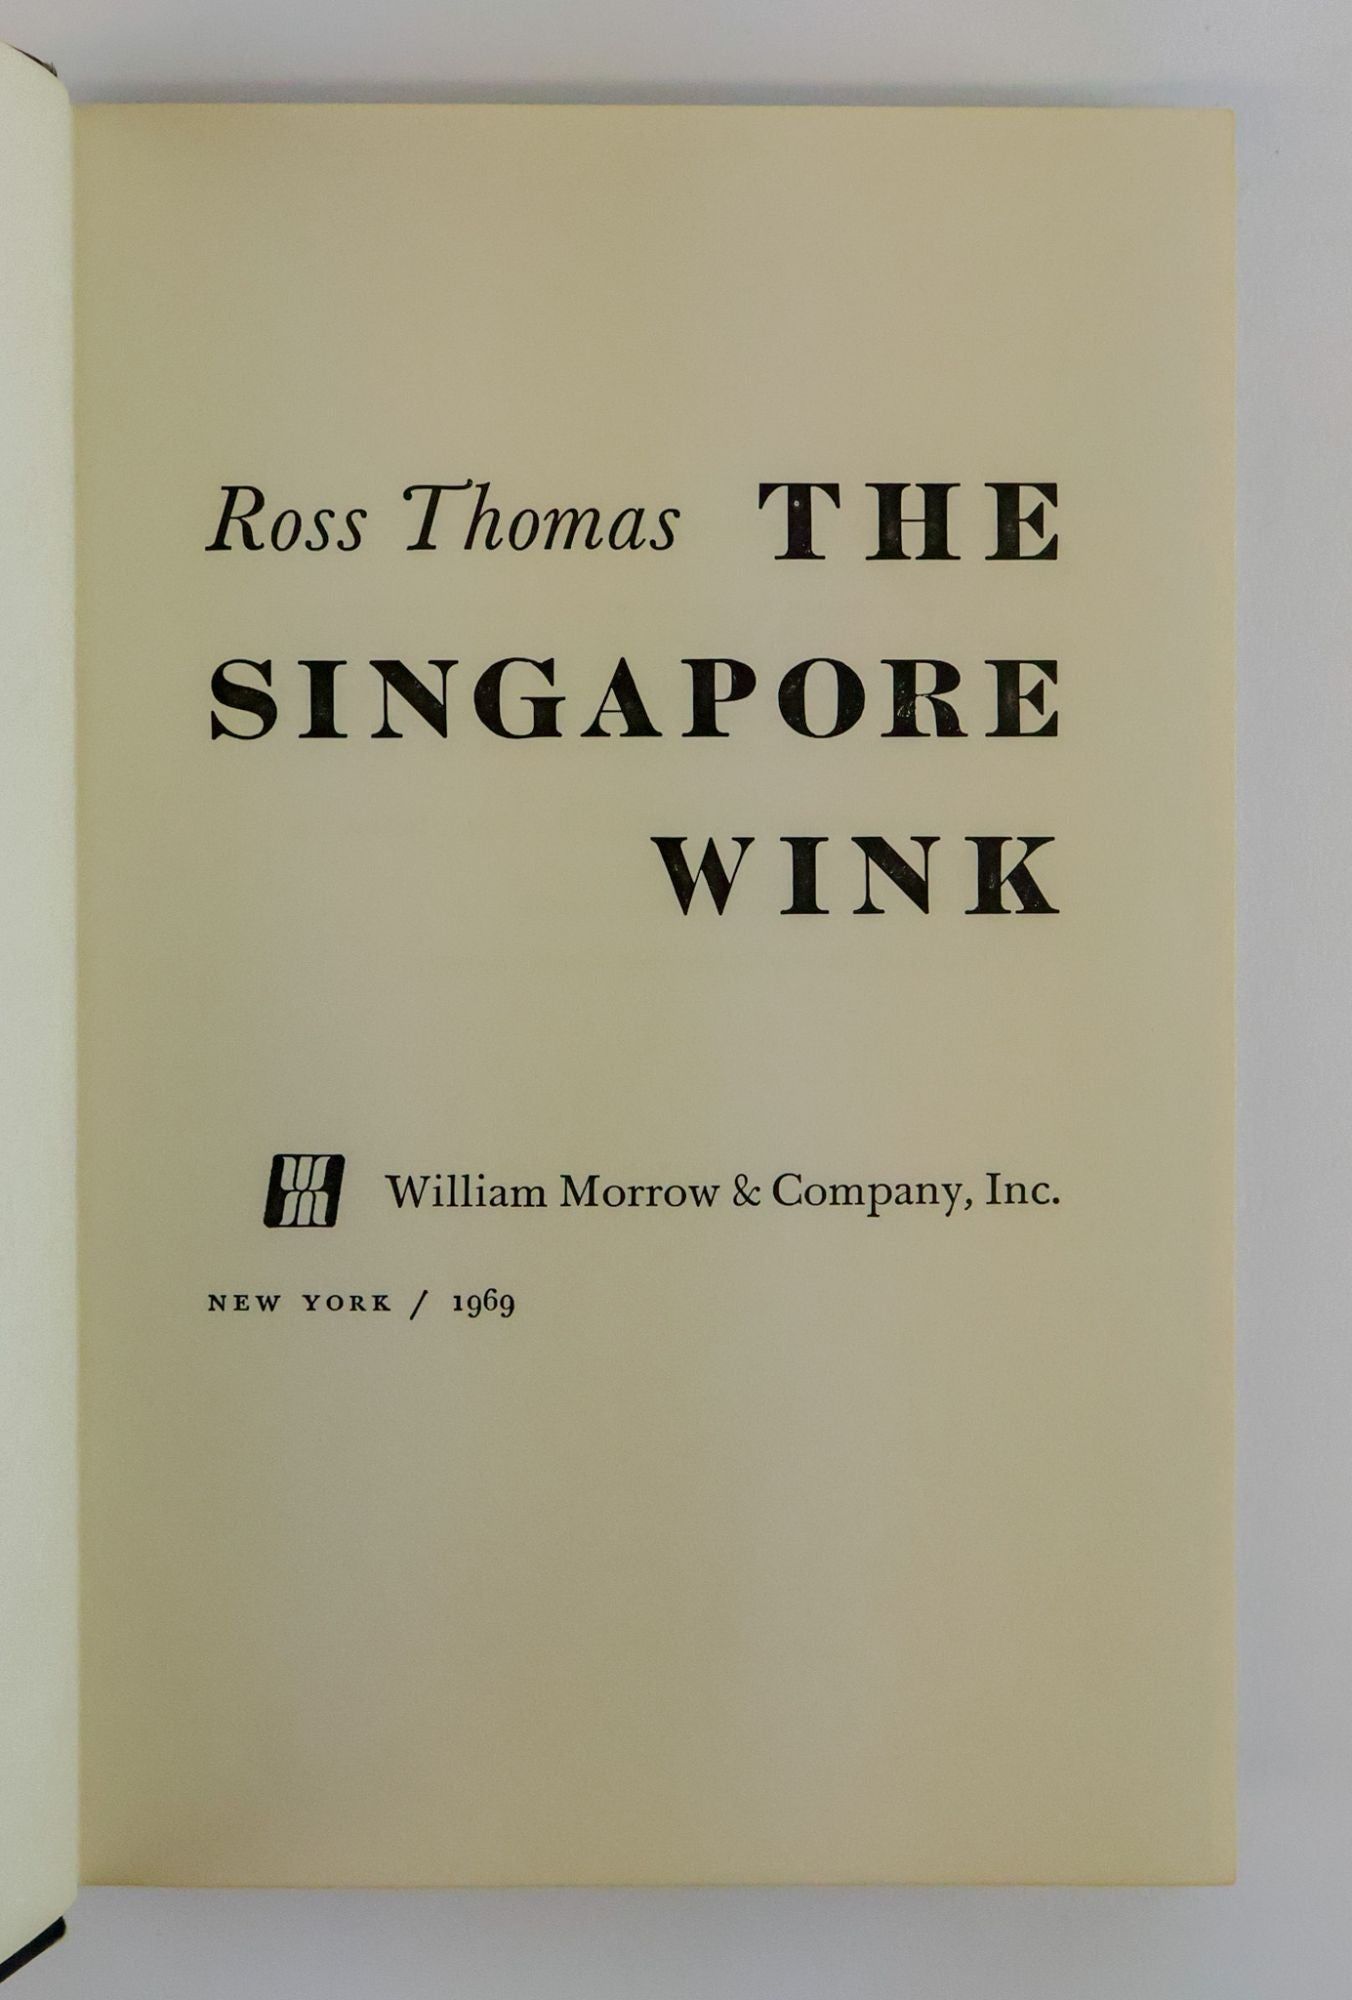 Ross Thomas THE
SINGAPORE
WINK
William Morrow & Company, Inc.
NEW YORK / 1969